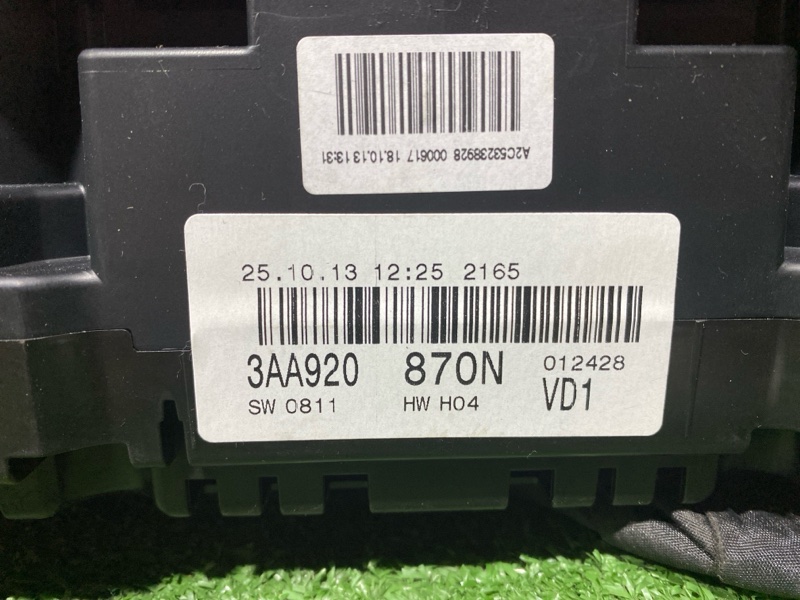 A2C53238928 000617 18.10.13 13:31
25.10.13 12:25 2165
3AA920 870N 012428
SW 0811 HW H04 VD1